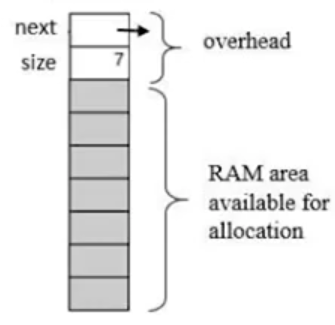 next
overhead
size 7
RAM area
available for
allocation